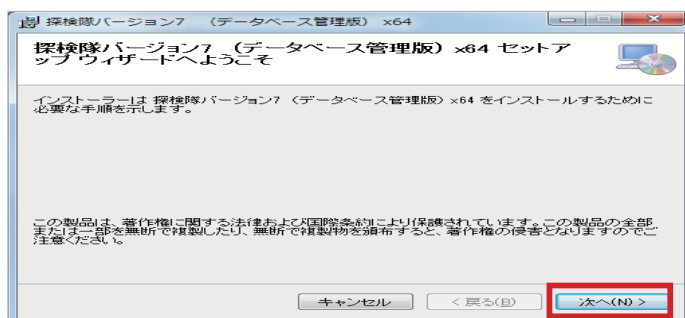 探検隊バージョン7 （データベース管理版） x64
探検隊バージョン7 （データベース管理版） x64 セットア
ップ ウィザードへようこそ
インストーラーは 探検隊バージョン7 （データベース管理版） x64 をインストールするために
必要な手順を示します。
この製品は、著作権に関する法律および国際条約により保護されています。この製品の全部
または一部を無断で複製したり、無断で複製物を頒布すると、著作権の侵害となりますのでご
注意ください。
キャンセル
< 戻る(B)
次へ(N) >